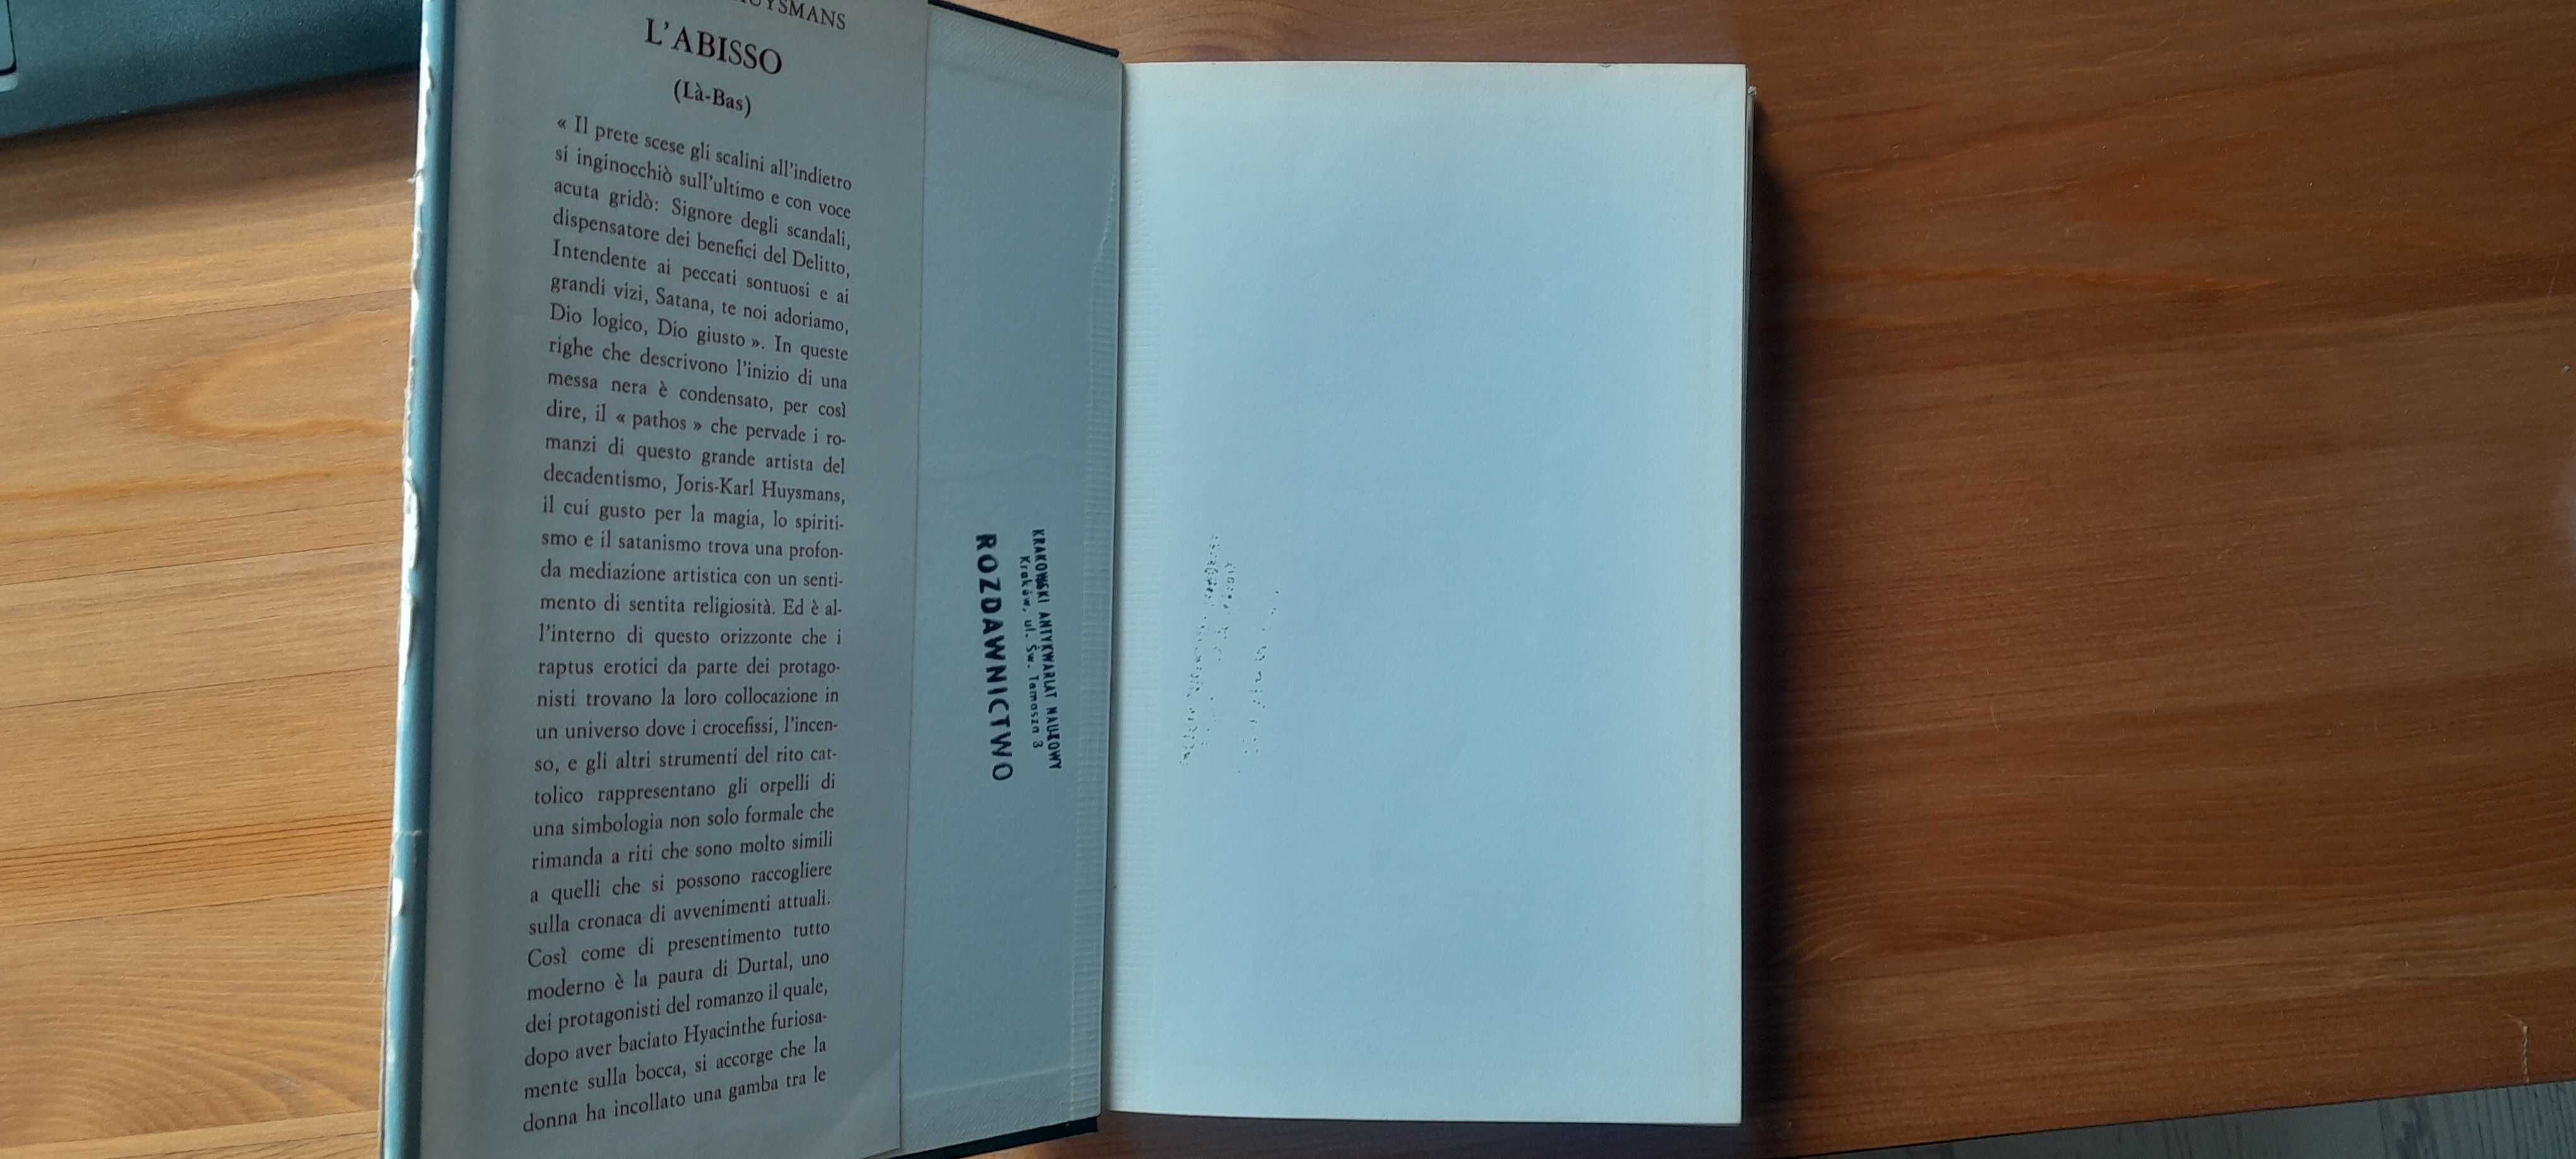 HUYSMANS
L'ABISSO
(Là-Bas)
« Il prete scese gli scalini all'indietro
si inginocchiò sull'ultimo e con voce
acuta gridò: Signore degli scandali,
dispensatore dei benefici del Delitto,
Intendente ai peccati sontuosi e ai
grandi vizi, Satana, te noi adoriamo,
Dio logico, Dio giusto ». In queste
righe che descrivono l'inizio di una
messa nera è condensato, per così
dire, il « pathos » che pervade i ro-
manzi di questo grande artista del
decadentismo, Joris-Karl Huysmans,
il cui gusto per la magia, lo spiriti-
smo e il satanismo trova una profon-
da mediazione artistica con un senti-
mento di sentita religiosità. Ed è al-
l'interno di questo orizzonte che i
raptus erotici da parte dei protago-
nisti trovano la loro collocazione in
un universo dove i crocefissi, l'incen-
so, e gli altri strumenti del rito cat-
tolico rappresentano gli orpelli di
una simbologia non solo formale che
rimanda a riti che sono molto simili
a quelli che si possono raccogliere
sulla cronaca di avvenimenti attuali.
Così come di presentimento tutto
moderno è la paura di Durtal, uno
dei protagonisti del romanzo il quale,
dopo aver baciato Hyacinthe furiosa-
mente sulla bocca, si accorge che la
donna ha incollato una gamba tra le
KRAKOWSKI ANTYKWARIAT NAUKOWY
Kraków, ul. Św. Tomasza 3
ROZDAWNICTWO